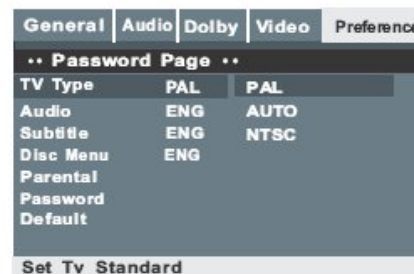 General Audio Dolby Video Preference
•• Password Page ••
TV Type PAL PAL
Audio ENG AUTO
Subtitle ENG NTSC
Disc Menu ENG
Parental
Password
Default
Set Tv Standard